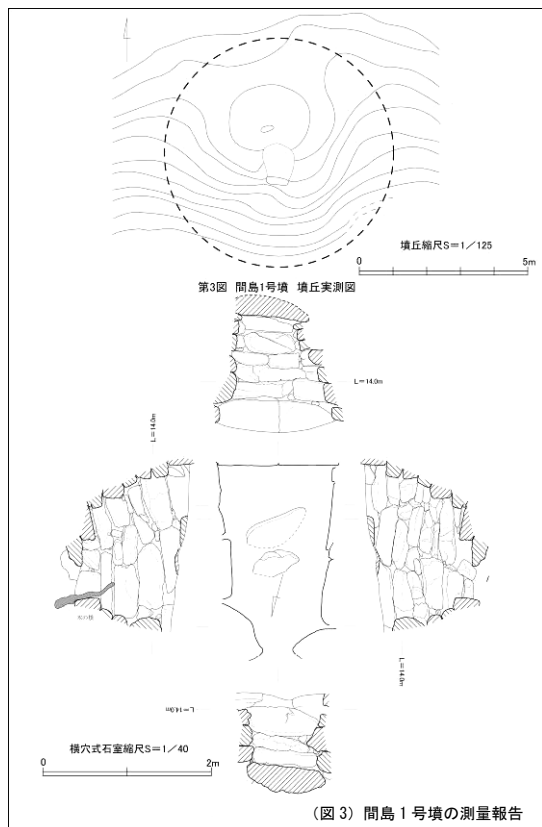 墳丘縮尺S=1/125
0 5m
第3図 間島1号墳 墳丘実測図
L=14.0m
L=14.0m
L=14.0m
L=14.0m
横穴式石室縮尺S=1/40
0 2m
(図3) 間島1号墳の測量報告